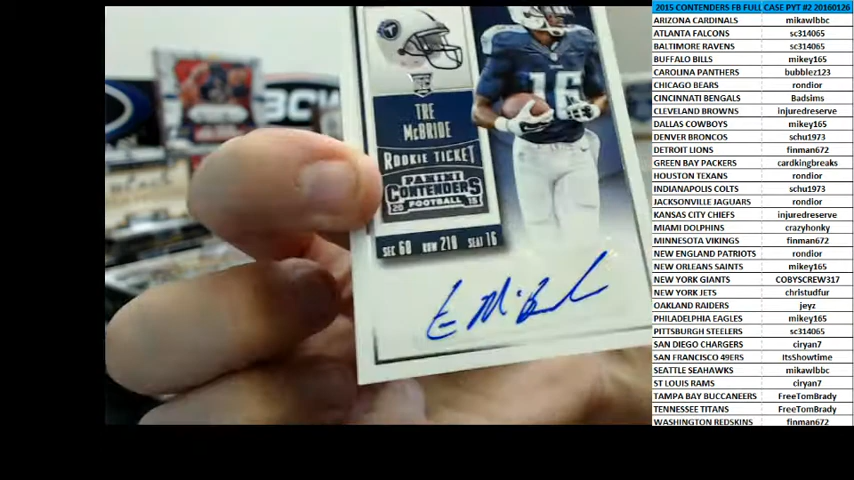 TRE
McBRIDE
ROOKIE TICKET
PANINI
CONTENDERS
20 FOOTBALL 15
SEC 60 ROW 210 SEAT 16
16
2015 CONTENDERS FB FULL CASE PYT #2 20160126
ARIZONA CARDINALS mikawlbbc
ATLANTA FALCONS sc314065
BALTIMORE RAVENS sc314065
BUFFALO BILLS mikey165
CAROLINA PANTHERS bubblez123
CHICAGO BEARS rondior
CINCINNATI BENGALS Badsims
CLEVELAND BROWNS injuredreserve
DALLAS COWBOYS mikey165
DENVER BRONCOS schu1973
DETROIT LIONS finman672
GREEN BAY PACKERS cardkingbreaks
HOUSTON TEXANS rondior
INDIANAPOLIS COLTS schu1973
JACKSONVILLE JAGUARS rondior
KANSAS CITY CHIEFS injuredreserve
MIAMI DOLPHINS crazyhonky
MINNESOTA VIKINGS finman672
NEW ENGLAND PATRIOTS rondior
NEW ORLEANS SAINTS mikey165
NEW YORK GIANTS COBYSCREW317
NEW YORK JETS christudfur
OAKLAND RAIDERS jeyz
PHILADELPHIA EAGLES mikey165
PITTSBURGH STEELERS sc314065
SAN DIEGO CHARGERS ciryan7
SAN FRANCISCO 49ERS ItsShowtime
SEATTLE SEAHAWKS mikawlbbc
ST LOUIS RAMS ciryan7
TAMPA BAY BUCCANEERS FreeTomBrady
TENNESSEE TITANS FreeTomBrady
WASHINGTON REDSKINS finman672